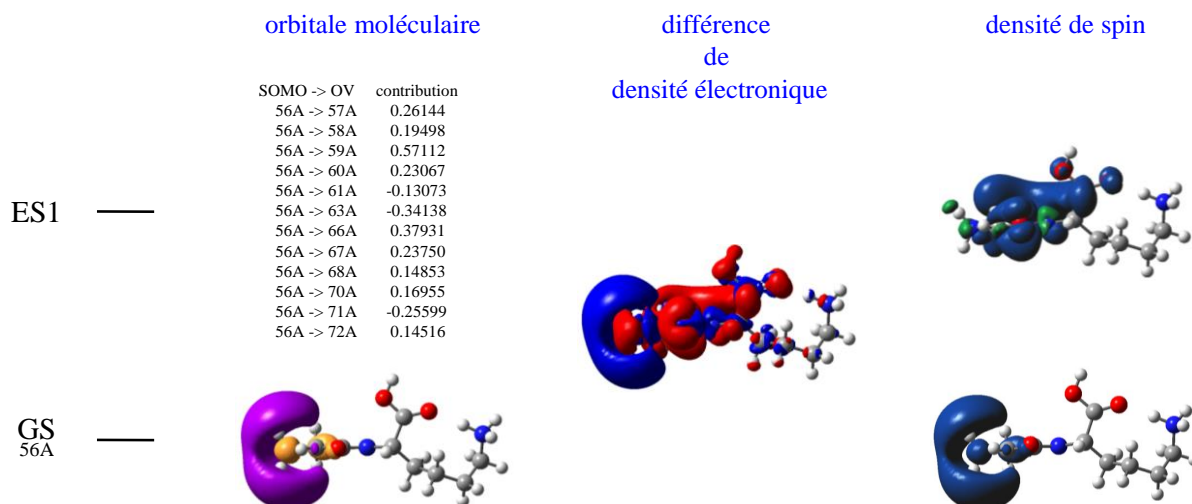 orbitale moléculaire
différence
de
densité électronique
densité de spin
SOMO -> OV contribution
56A -> 57A 0.26144
56A -> 58A 0.19498
56A -> 59A 0.57112
56A -> 60A 0.23067
56A -> 61A -0.13073
56A -> 63A -0.34138
56A -> 66A 0.37931
56A -> 67A 0.23750
56A -> 68A 0.14853
56A -> 70A 0.16955
56A -> 71A -0.25599
56A -> 72A 0.14516
ES1
GS
56A